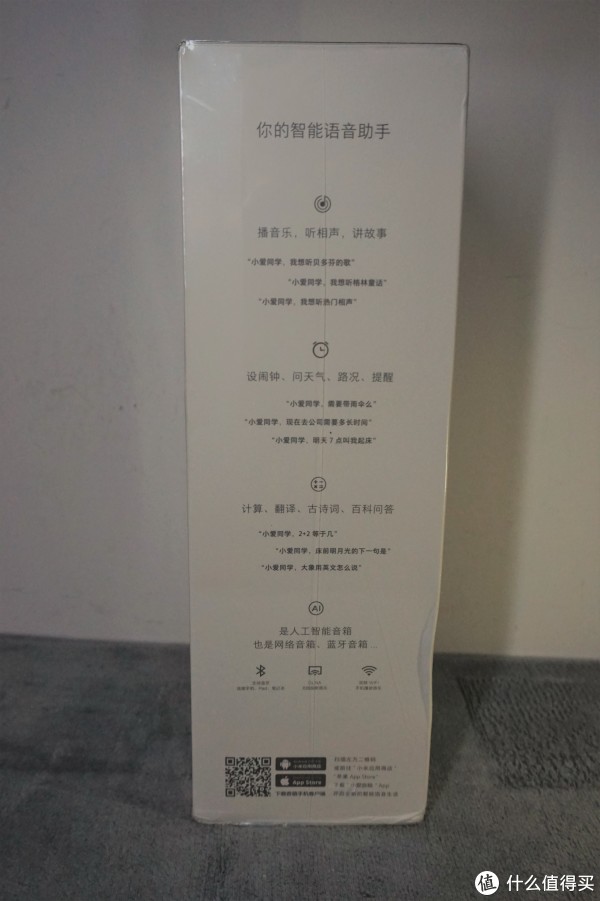 你的智能语音助手
播音乐、听相声、讲故事
“小爱同学，我想听贝多芬的歌”
“小爱同学，我想听格林童话”
“小爱同学，我想听热门相声”
设闹钟、问天气、路况、提醒
“小爱同学，需要带雨伞么”
“小爱同学，现在去公司需要多长时间”
“小爱同学，明天7点叫我起床”
计算、翻译、古诗词、百科问答
“小爱同学，2+2等于几”
“小爱同学，床前明月光的下一句是”
“小爱同学，大象用英文怎么说”
AI
是人工智能音箱
也是网络音箱、蓝牙音箱...
App Store
扫描左方二维码
值 什么值得买